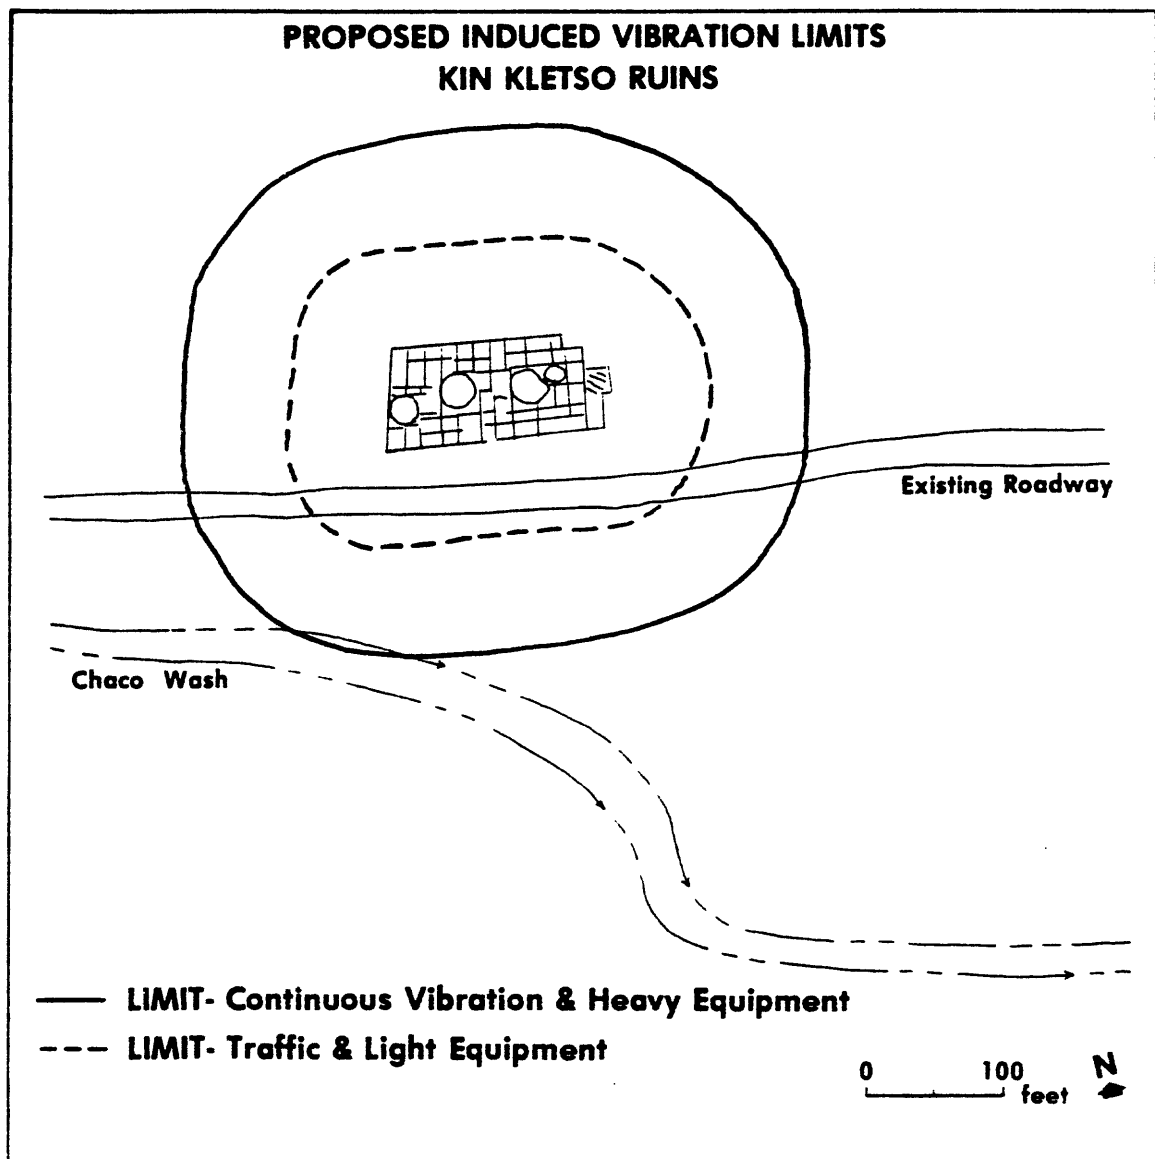 PROPOSED INDUCED VIBRATION LIMITS
KIN KLETSO RUINS
Existing Roadway
Chaco Wash
LIMIT- Continuous Vibration & Heavy Equipment
LIMIT- Traffic & Light Equipment
0 100 feet
N